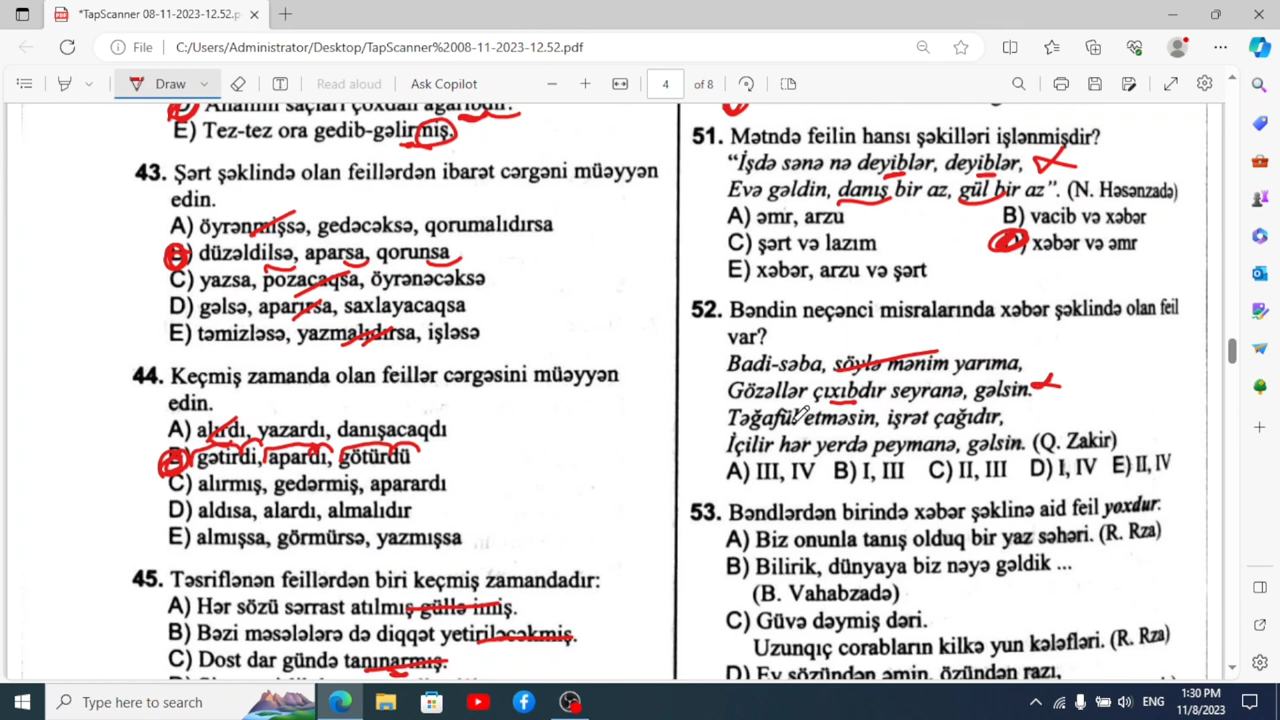 *TapScanner 08-11-2023-12.52.pdf
File
C:/Users/Administrator/Desktop/TapScanner%2008-11-2023-12.52.pdf
Draw
Read aloud
Ask Copilot
4
of 8
Ananın saçları çoxdan ağarıbdır.
E) Tez-tez ora gedib-gəlirmiş.
43. Şərt şəklində olan feillərdən ibarət cərgəni müəyyən
edin.
A) öyrənmişsə, gedəcəksə, qorumalıdırsa
düzəldilsə, aparsa, qorunsa
C) yazsa, pozacaqsa, öyrənəcəksə
D) gəlsə, aparırsa, saxlayacaqsa
E) təmizləsə, yazmalıdırsa, işləsə
44. Keçmiş zamanda olan feillər cərgəsini müəyyən
edin.
A) alırdı, yazardı, danışacaqdı
gətirdi, apardı, götürdü
C) alırmış, gedərmiş, aparardı
D) aldısa, alardı, almalıdır
E) almışsa, görmürsə, yazmışsa
45. Təsriflənən feillərdən biri keçmiş zamandadır:
A) Hər sözü sərrast atılmış güllə imiş.
B) Bəzi məsələlərə də diqqət yetiriləcəkmiş.
C) Dost dar gündə tanınarmış.
51. Mətndə feilin hansı şəkilləri işlənmişdir?
“İşdə sənə nə deyiblər, deyiblər,
Evə gəldin, danış bir az, gül bir az”. (N. Həsənzadə)
A) əmr, arzu
B) vacib və xəbər
C) şərt və lazım
xəbər və əmr
E) xəbər, arzu və şərt
52. Bəndin neçənci misralarında xəbər şəklində olan feil
var?
Badi-səba, söylə mənim yarıma,
Gözəllər çıxıbdır seyranə, gəlsin.
Təğafül etməsin, işrət çağıdır,
İçilir hər yerdə peymanə, gəlsin. (Q. Zakir)
A) III, IV B) I, III C) II, III D) I, IV E) II, IV
53. Bəndlərdən birində xəbər şəklinə aid feil yoxdur.
A) Biz onunla tanış olduq bir yaz səhəri. (R. Rza)
B) Bilirik, dünyaya biz nəyə gəldik ...
(B. Vahabzadə)
C) Güvə dəymiş dəri.
Uzunqıç corabların kilkə yun kələfləri. (R. Rza)
D) Ev sözündən əmin, özündən razı,
Type here to search
ENG
1:30 PM
11/8/2023